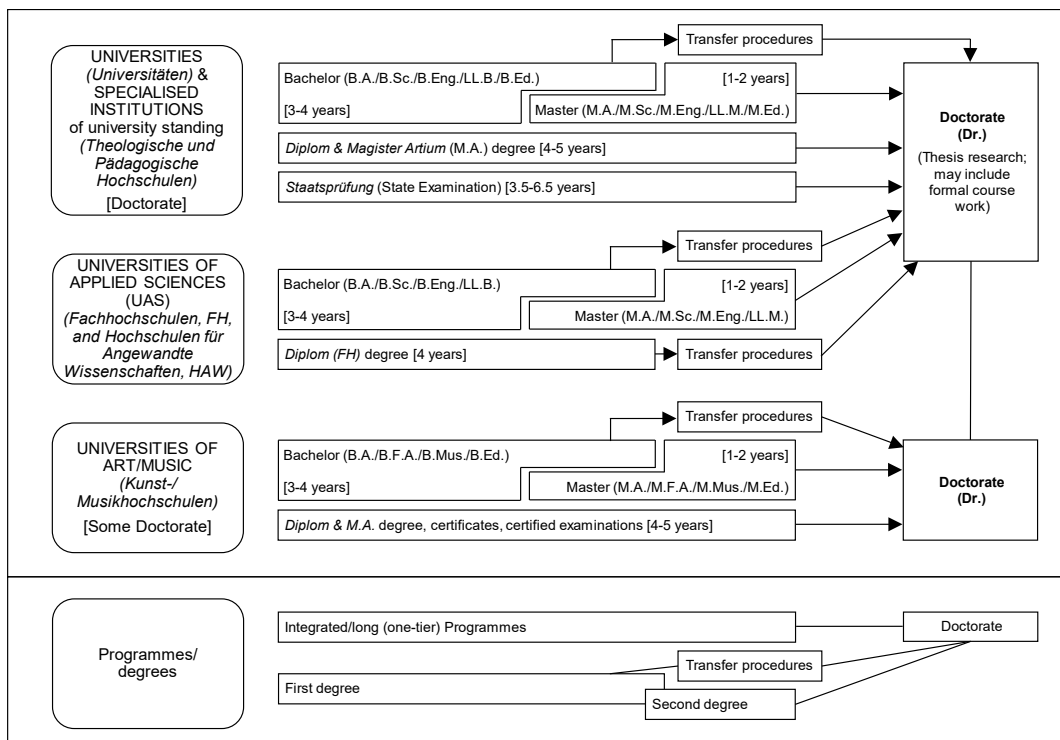 UNIVERSITIES
(Universitäten) &
SPECIALISED
INSTITUTIONS
of university standing
(Theologische und
Pädagogische
Hochschulen)
[Doctorate]
Transfer procedures
Bachelor (B.A./B.Sc./B.Eng./LL.B./B.Ed.)
[3-4 years]
[1-2 years]
Master (M.A./M.Sc./M.Eng./LL.M./M.Ed.)
Diplom & Magister Artium (M.A.) degree [4-5 years]
Staatsprüfung (State Examination) [3.5-6.5 years]
Doctorate
(Dr.)
(Thesis research;
may include
formal course
work)
UNIVERSITIES OF
APPLIED SCIENCES
(UAS)
(Fachhochschulen, FH,
and Hochschulen für
Angewandte
Wissenschaften, HAW)
Transfer procedures
Bachelor (B.A./B.Sc./B.Eng./LL.B.)
[3-4 years]
[1-2 years]
Master (M.A./M.Sc./M.Eng./LL.M.)
Diplom (FH) degree [4 years]
Transfer procedures
UNIVERSITIES OF
ART/MUSIC
(Kunst-/
Musikhochschulen)
[Some Doctorate]
Transfer procedures
Bachelor (B.A./B.F.A./B.Mus./B.Ed.)
[3-4 years]
[1-2 years]
Master (M.A./M.F.A./M.Mus./M.Ed.)
Diplom & M.A. degree, certificates, certified examinations [4-5 years]
Doctorate
(Dr.)
Programmes/
degrees
Integrated/long (one-tier) Programmes
Doctorate
Transfer procedures
First degree
Second degree